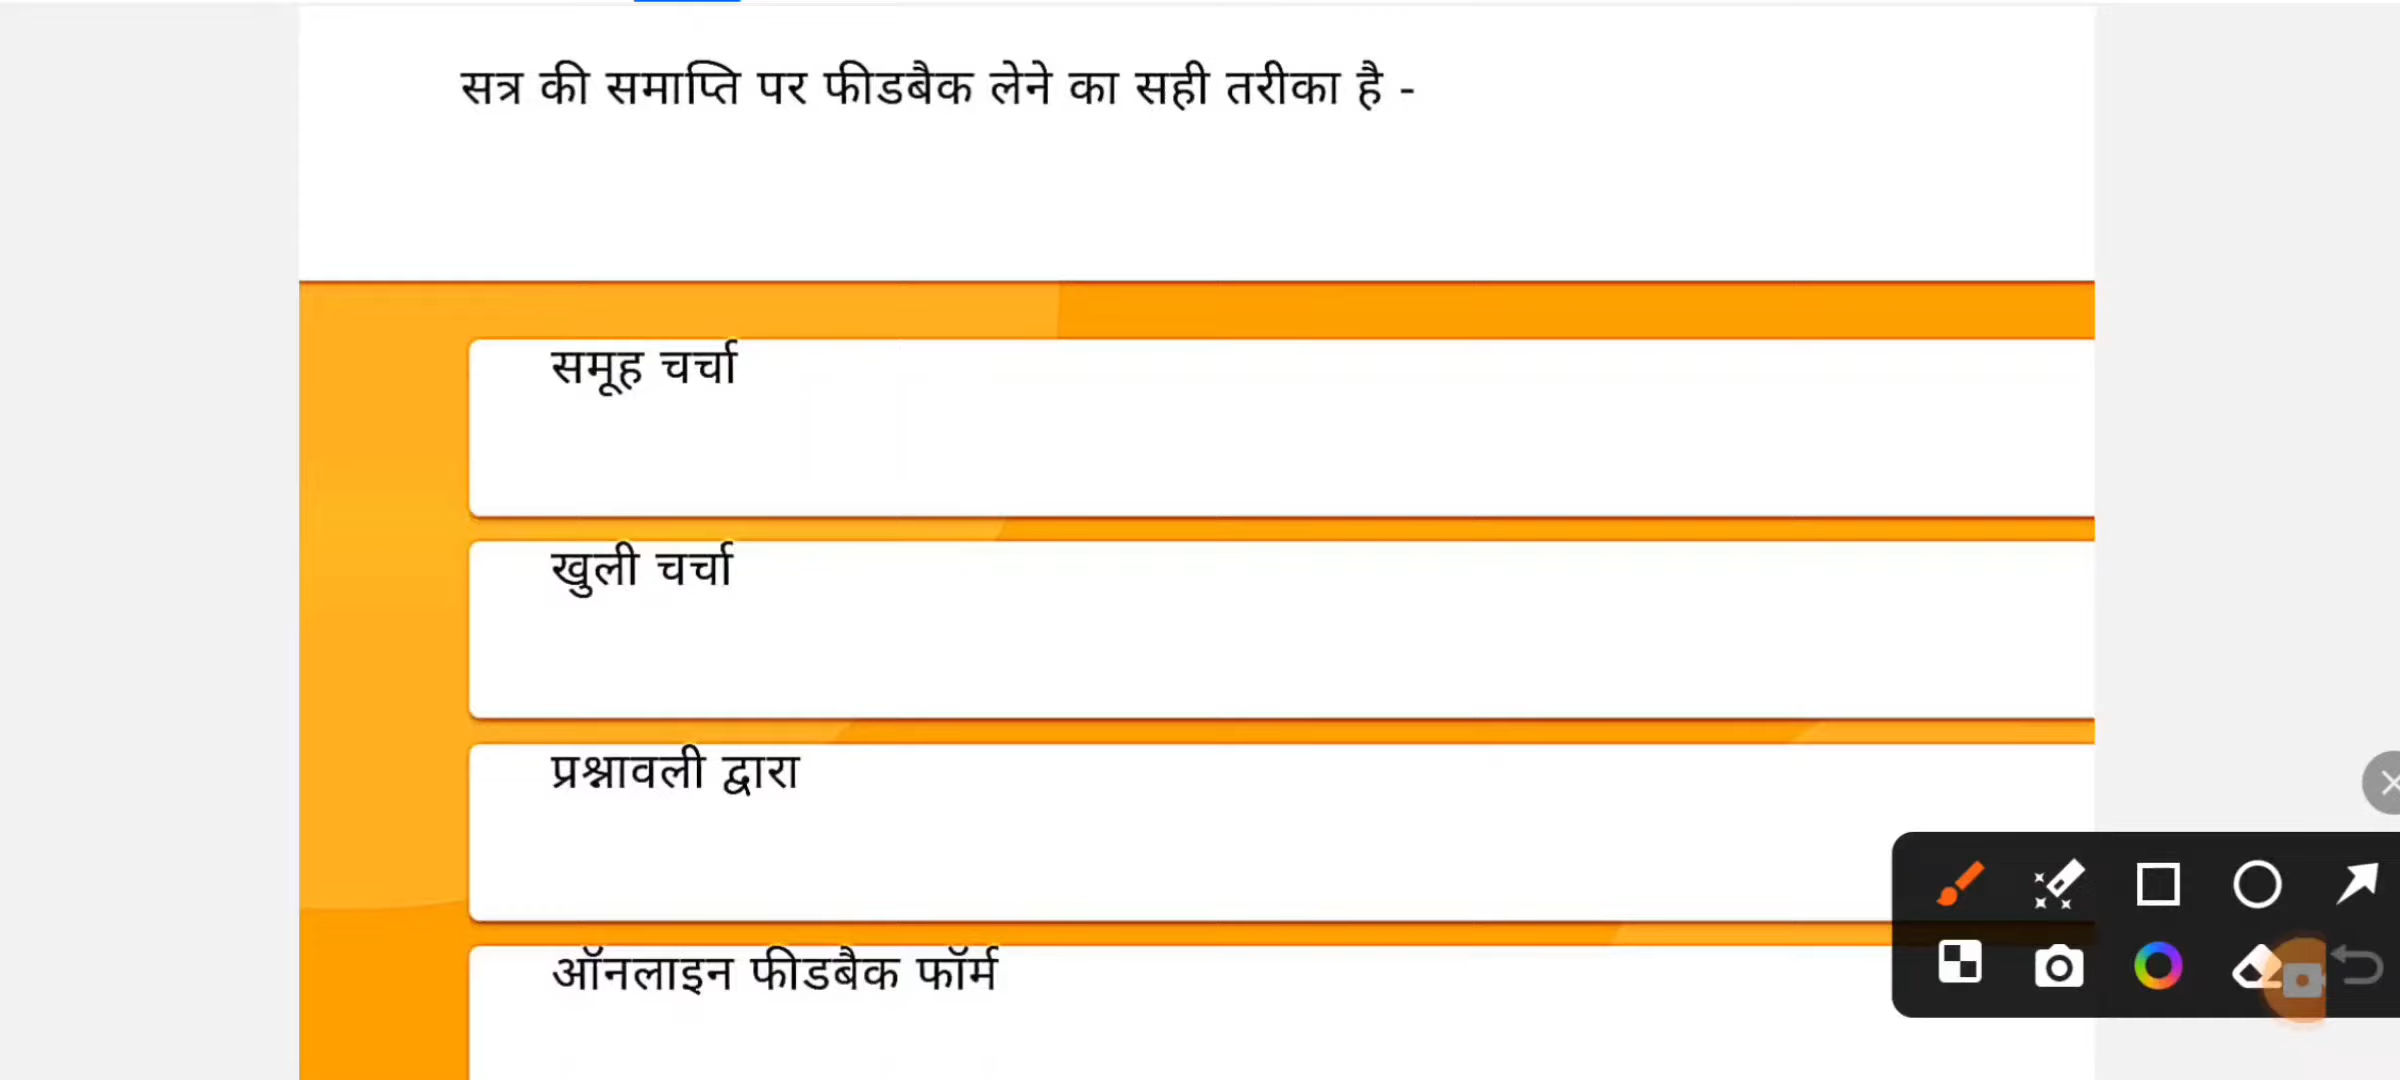 सत्र की समाप्ति पर फीडबैक लेने का सही तरीका है -
समूह चर्चा
खुली चर्चा
प्रश्नावली द्वारा
ऑनलाइन फीडबैक फॉर्म